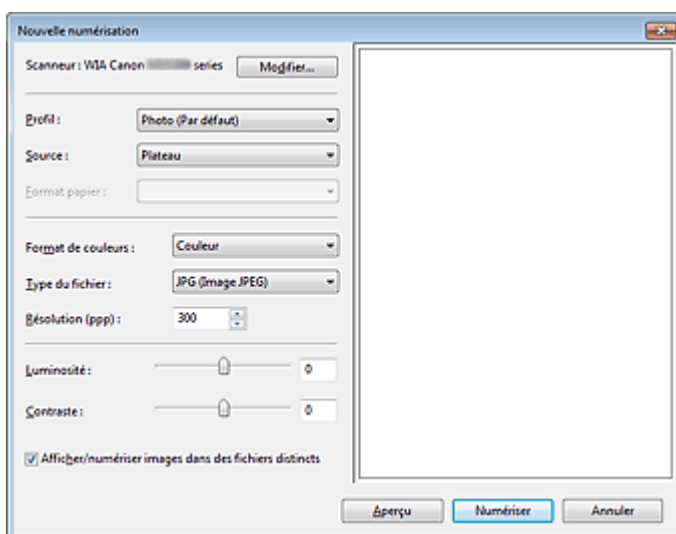 Nouvelle numérisation
Scanneur : WIA Canon series Modifier...
Profil : Photo (Par défaut)
Source : Plateau
Format papier :
Format de couleurs : Couleur
Type du fichier : JPG (Image JPEG)
Résolution (ppp) : 300
Luminosité : 0
Contraste : 0
Afficher/numériser images dans des fichiers distincts
Aperçu Numériser Annuler